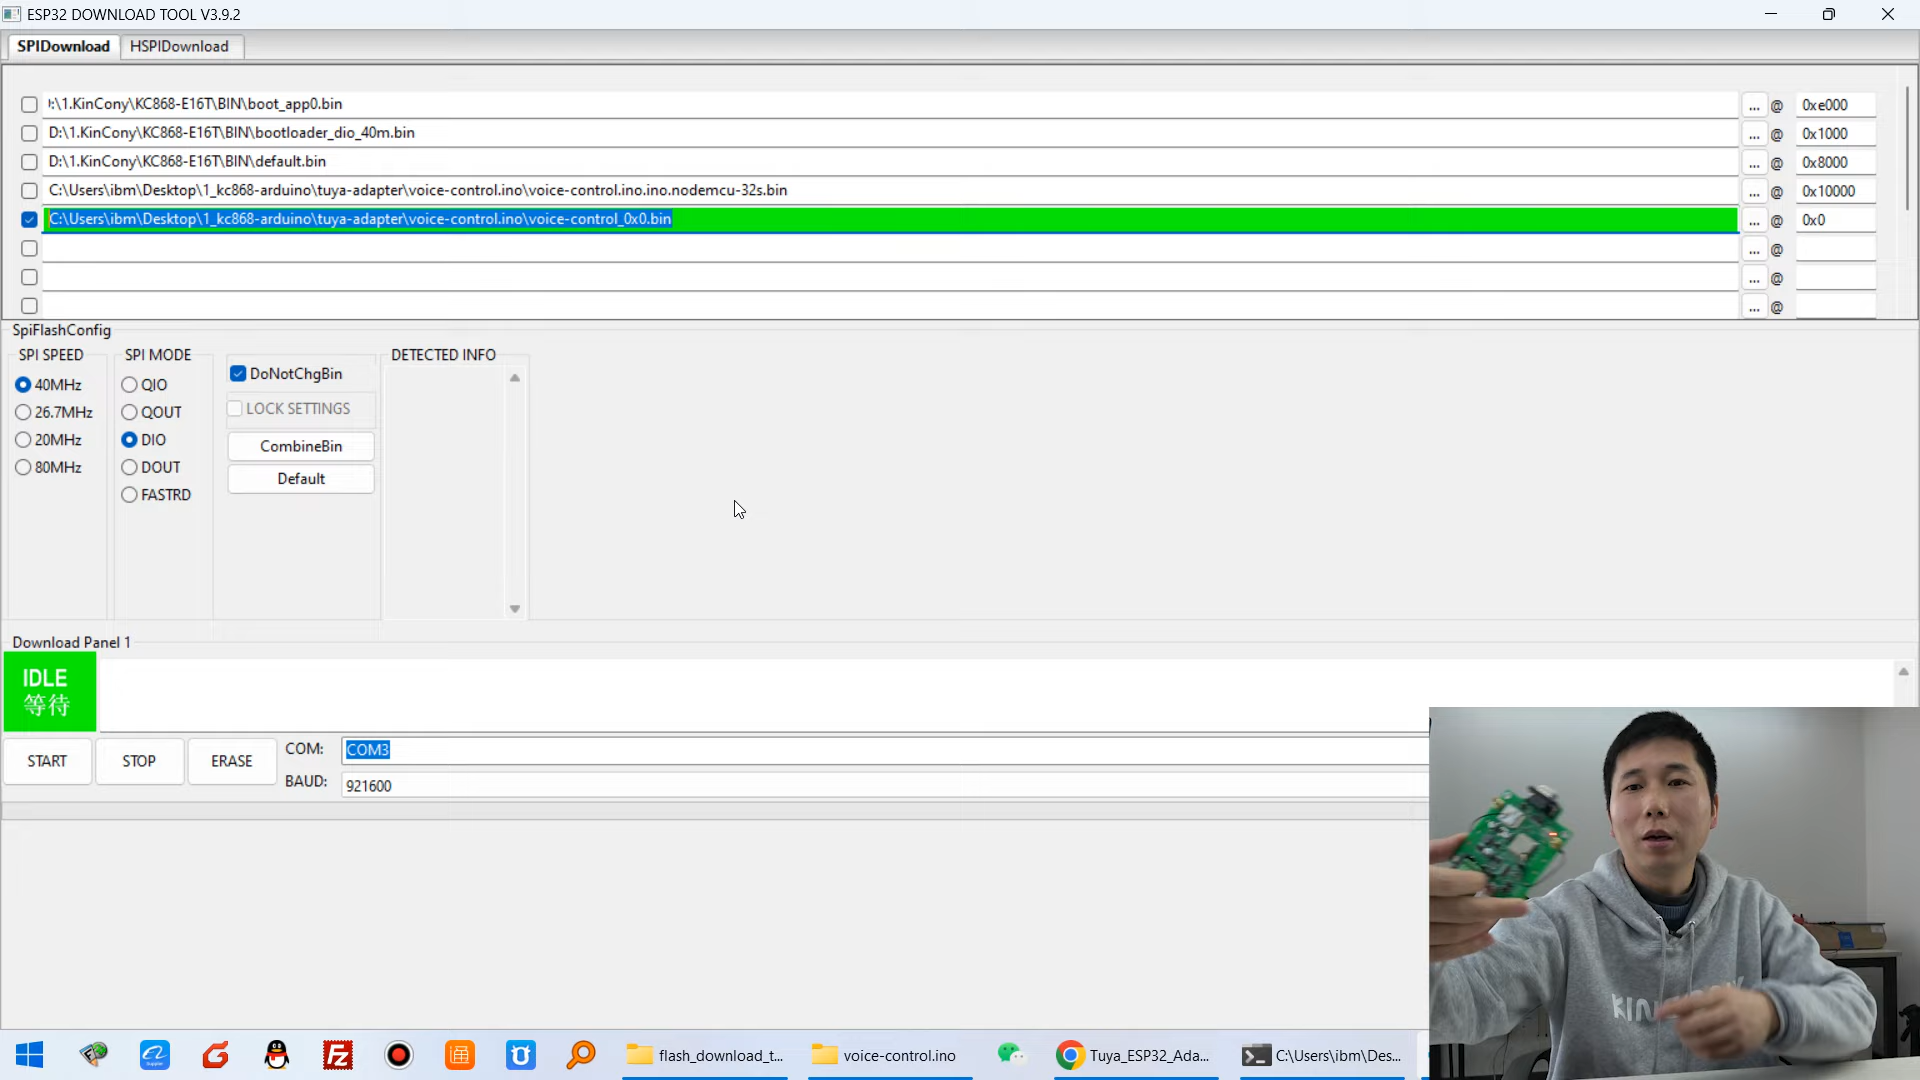 ESP32 DOWNLOAD TOOL V3.9.2
SPIDownload HSPIDownload
:\1.KinCony\KC868-E16T\BIN\boot_app0.bin ... @ 0xe000
D:\1.KinCony\KC868-E16T\BIN\bootloader_dio_40m.bin ... @ 0x1000
D:\1.KinCony\KC868-E16T\BIN\default.bin ... @ 0x8000
C:\Users\ibm\Desktop\1_kc868-arduino\tuya-adapter\voice-control.ino\voice-control.ino.ino.nodemcu-32s.bin ... @ 0x10000
C:\Users\ibm\Desktop\1_kc868-arduino\tuya-adapter\voice-control.ino\voice-control_0x0.bin ... @ 0x0
... @
... @
... @
SpiFlashConfig
SPI SPEED SPI MODE DETECTED INFO
40MHz QIO DoNotChgBin
26.7MHz QOUT LOCK SETTINGS
20MHz DIO CombineBin
80MHz DOUT Default
FASTRD
Download Panel 1
IDLE
等待
START STOP ERASE COM: COM3
BAUD: 921600
flash_download_t... voice-control.ino Tuya_ESP32_Ada... C:\Users\ibm\Des...